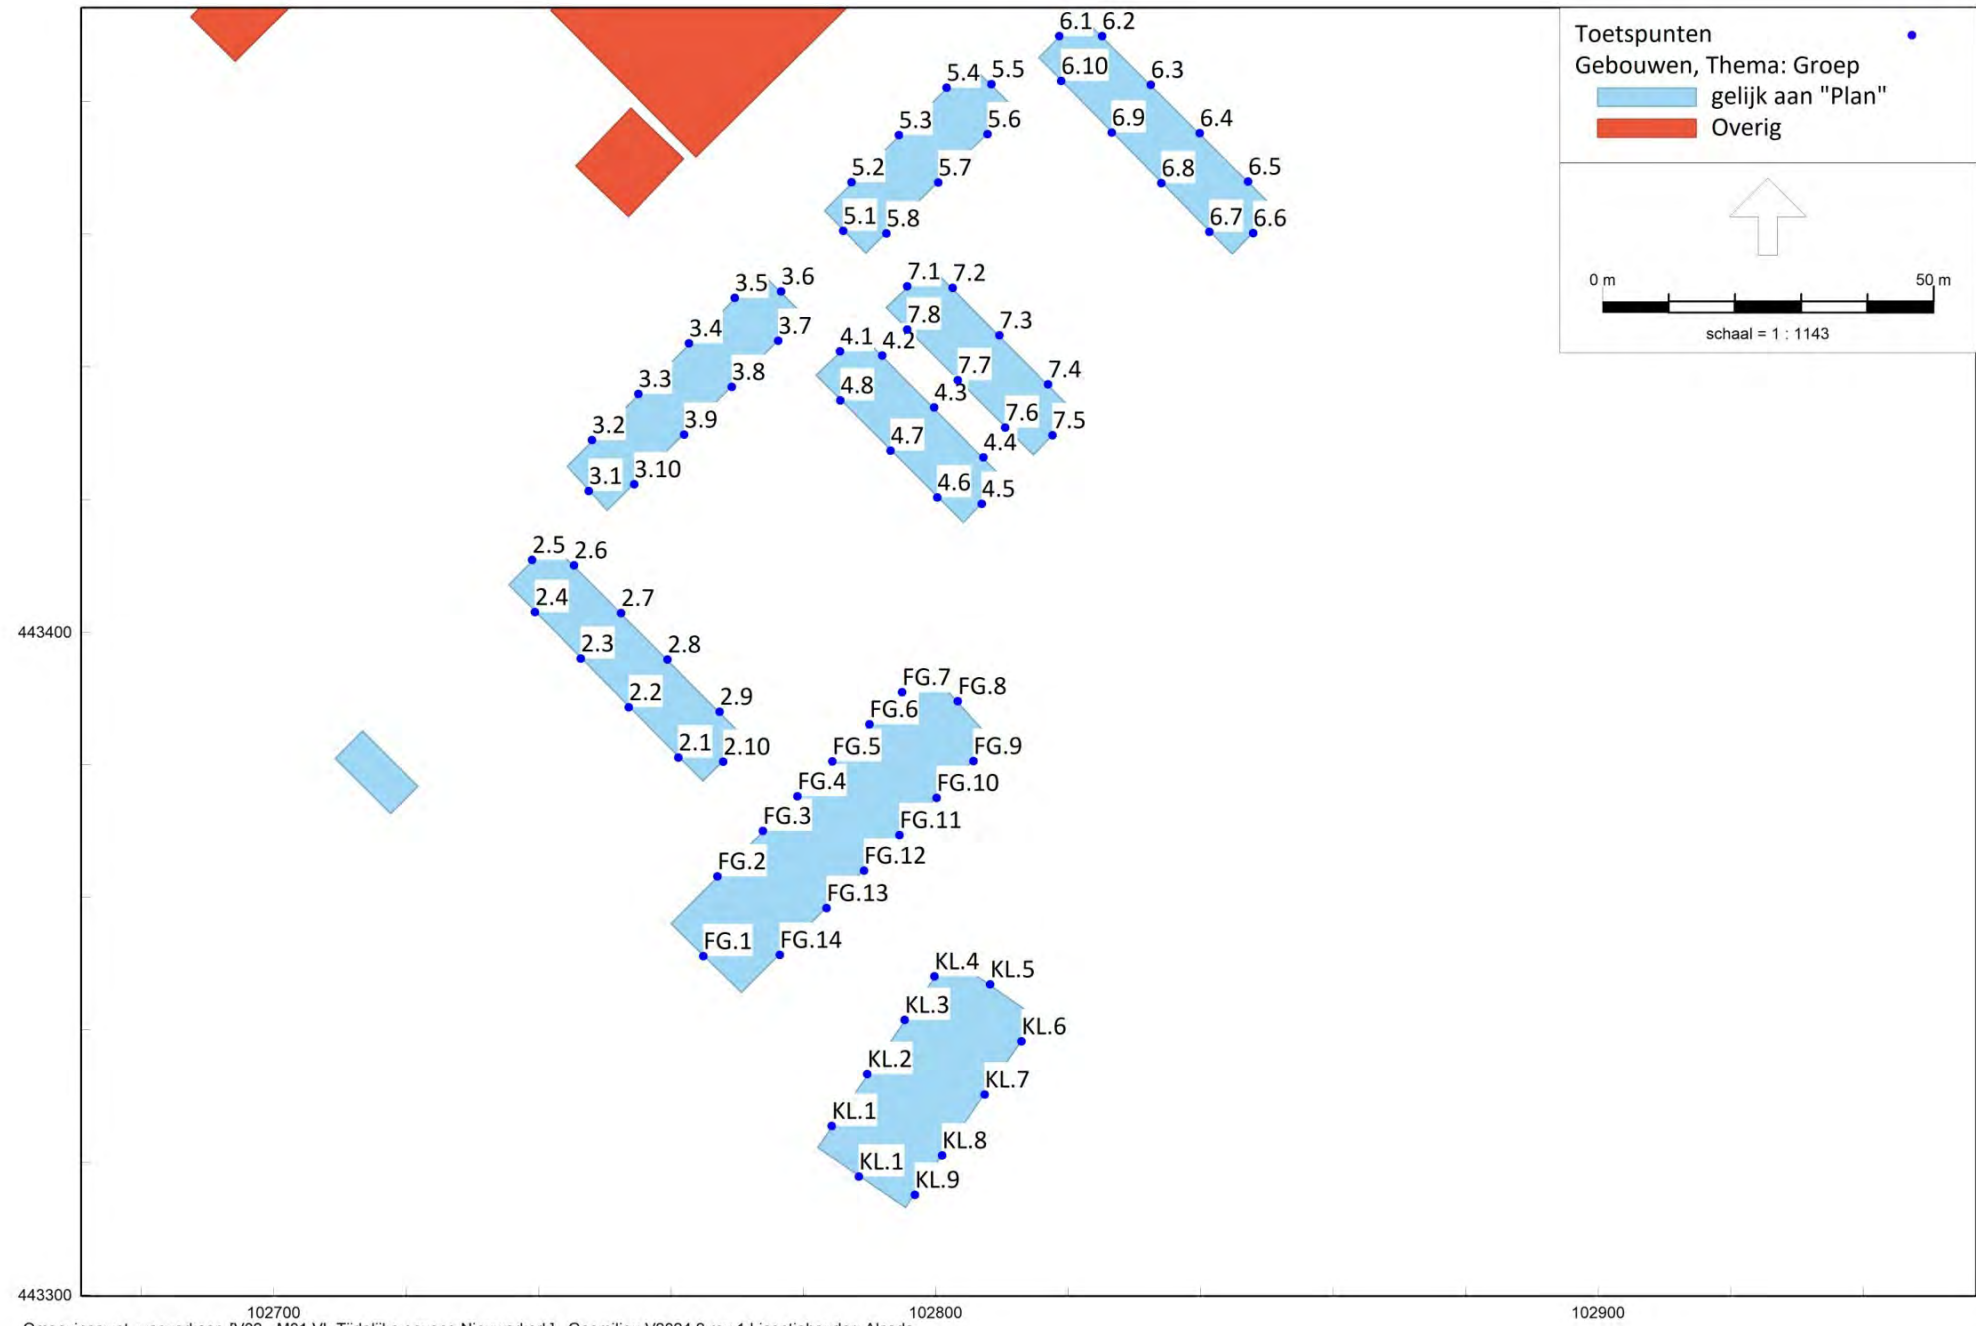 Toetspunten
Gebouwen, Thema: Groep
gelijk aan "Plan"
Overig
0 m 50 m
schaal = 1 : 1143
6.1 6.2
6.10
6.3
6.9
6.4
6.8
6.5
6.7 6.6
5.4 5.5
5.3
5.6
5.2
5.7
5.1 5.8
7.1 7.2
7.8
7.3
7.7
7.4
7.6 7.5
3.5 3.6
3.4 3.7
3.3 3.8
3.2 3.9
3.1 3.10
4.1 4.2
4.8
4.3
4.7
4.4
4.6 4.5
2.5 2.6
2.4 2.7
2.3 2.8
2.2 2.9
2.1 2.10
FG.7 FG.8
FG.6
FG.5 FG.9
FG.4 FG.10
FG.3 FG.11
FG.2 FG.12
FG.13
FG.1 FG.14
KL.4 KL.5
KL.3
KL.6
KL.2
KL.7
KL.1
KL.8
KL.1
KL.9
443400
443300
102700 102800 102900